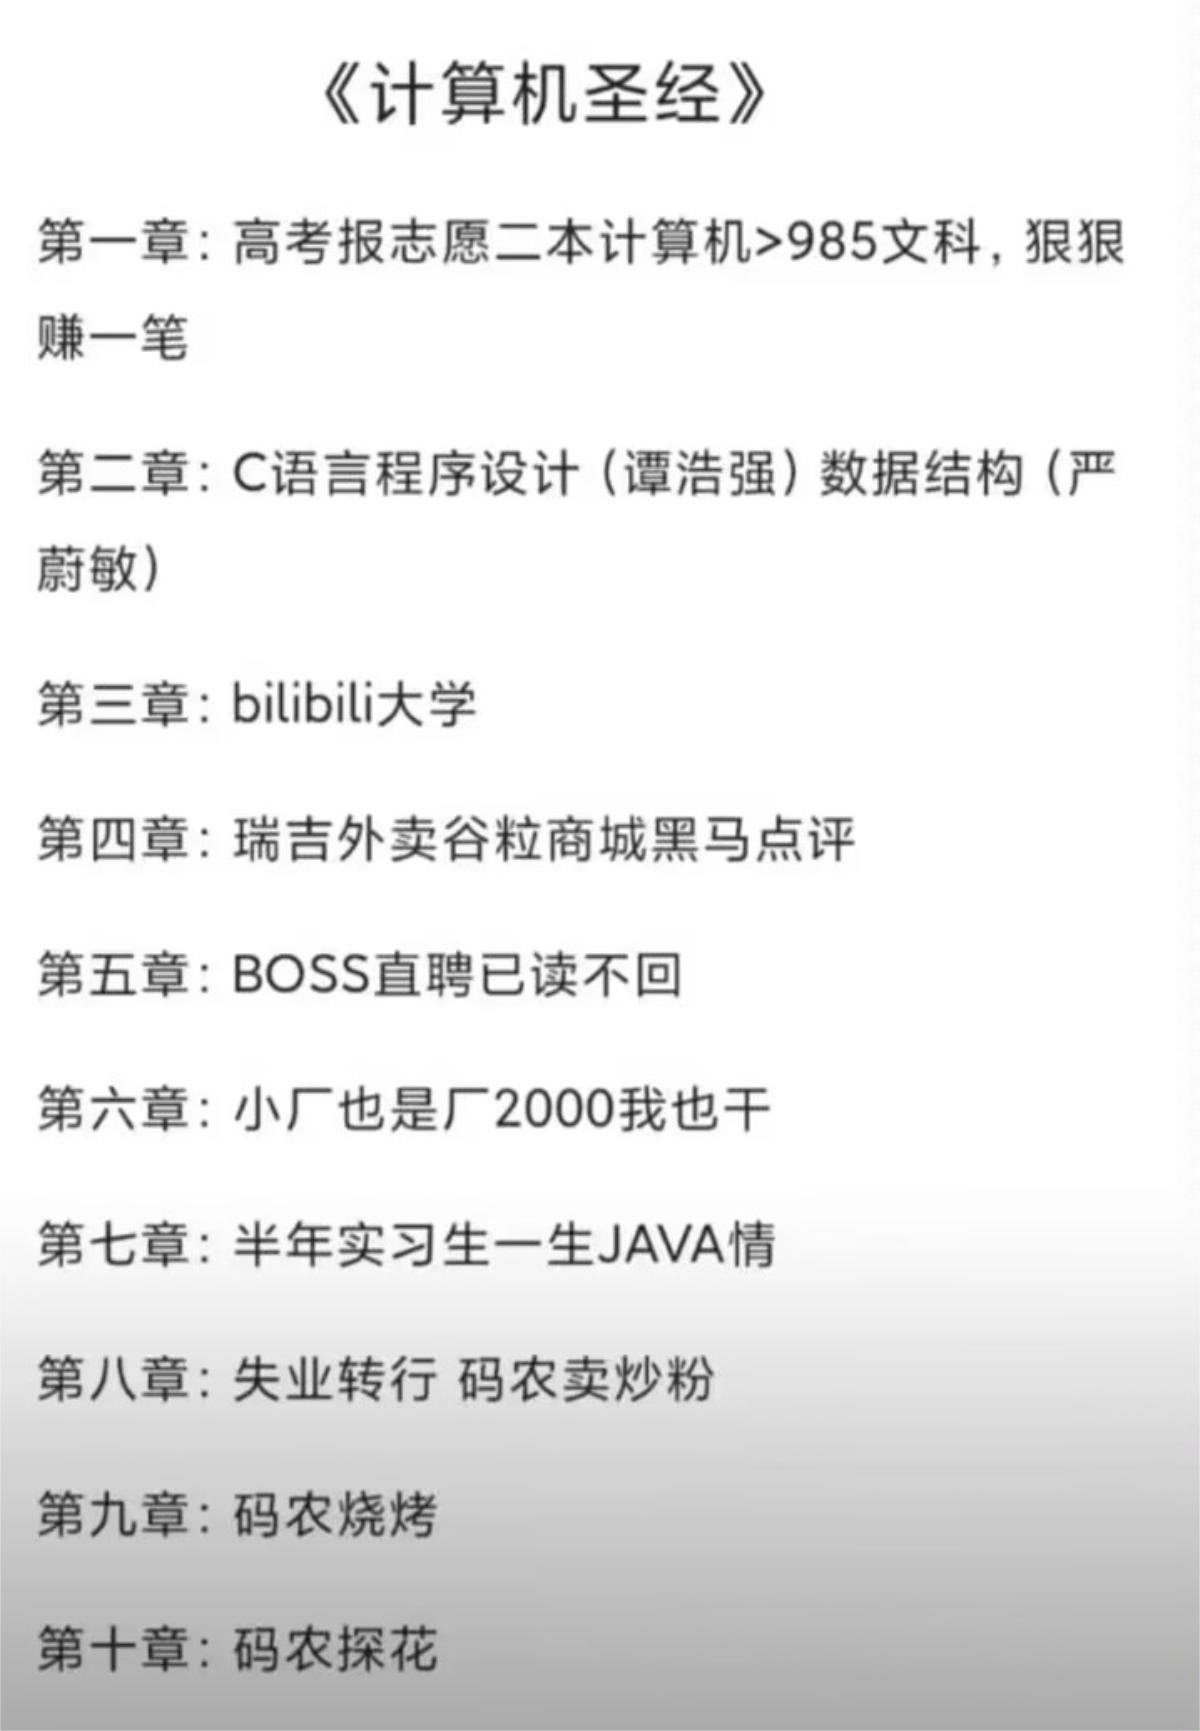 《计算机圣经》
第一章：高考报志愿二本计算机>985文科，狠狠
赚一笔
第二章：C语言程序设计（谭浩强）数据结构（严
蔚敏）
第三章：bilibili大学
第四章：瑞吉外卖谷粒商城黑马点评
第五章：BOSS直聘已读不回
第六章：小厂也是厂2000我也干
第七章：半年实习生一生JAVA情
第八章：失业转行 码农卖炒粉
第九章：码农烧烤
第十章：码农探花